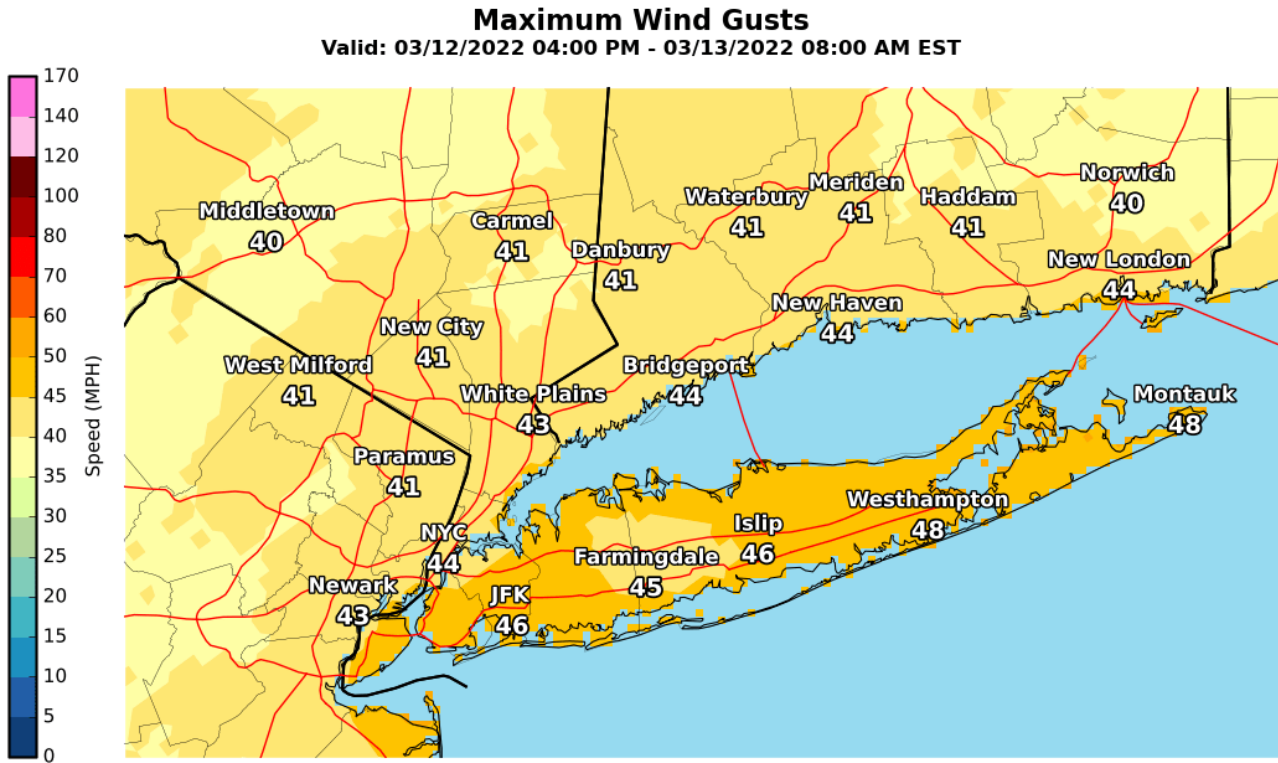 Maximum Wind Gusts
Valid: 03/12/2022 04:00 PM - 03/13/2022 08:00 AM EST
170
140
120
100
80
70
60
50
45
40
35
30
25
20
15
10
5
0
Speed (MPH)
Norwich
40
Meriden
41
Waterbury
41
Haddam
41
Middletown
40
Carmel
41
Danbury
41
New London
44
New Haven
44
New City
41
West Milford
41
Bridgeport
44
White Plains
43
Montauk
48
Paramus
41
Westhampton
48
Islip
46
NYC
44
Farmingdale
45
Newark
43
JFK
46